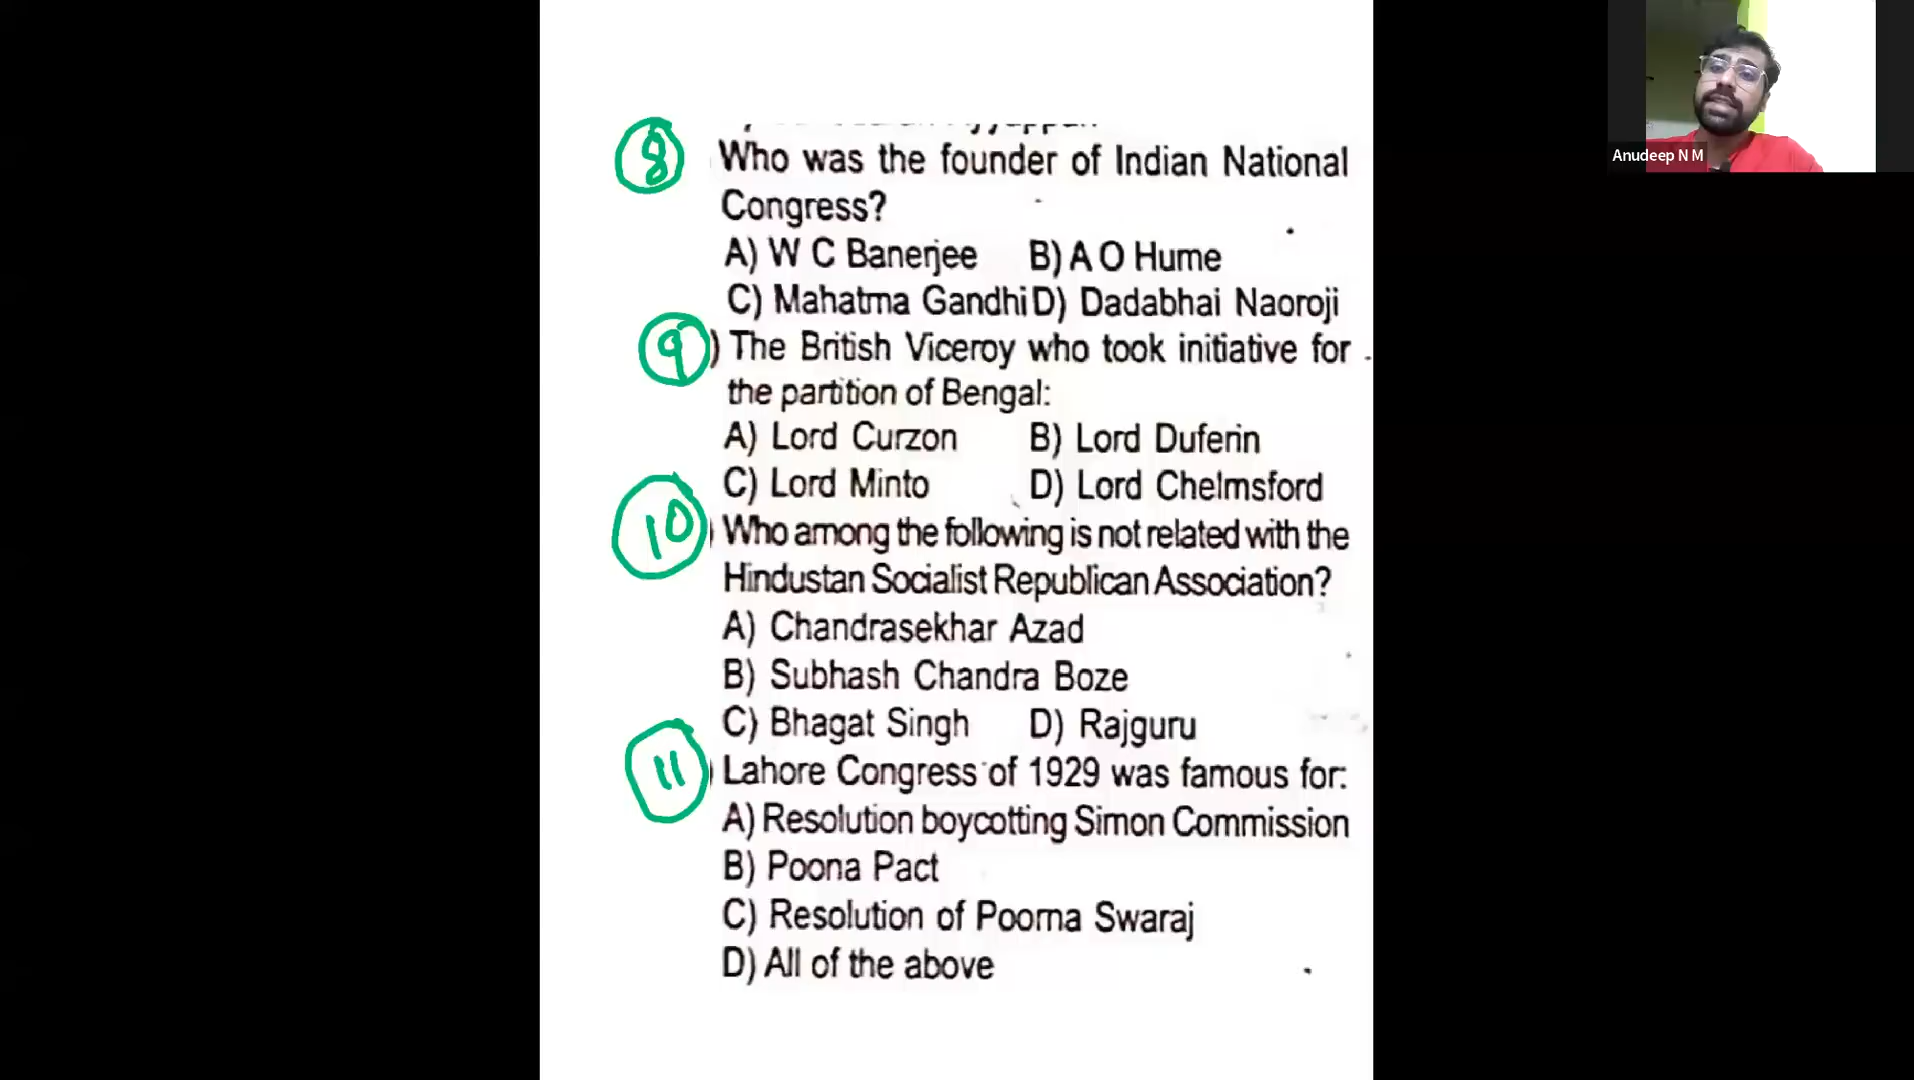 8
Who was the founder of Indian National
Congress?
A) W C Banerjee B) A O Hume
C) Mahatma Gandhi D) Dadabhai Naoroji
9 ) The British Viceroy who took initiative for
the partition of Bengal:
A) Lord Curzon B) Lord Duferin
C) Lord Minto D) Lord Chelmsford
10 ) Who among the following is not related with the
Hindustan Socialist Republican Association?
A) Chandrasekhar Azad
B) Subhash Chandra Boze
C) Bhagat Singh D) Rajguru
11 ) Lahore Congress of 1929 was famous for:
A) Resolution boycotting Simon Commission
B) Poona Pact
C) Resolution of Poorna Swaraj
D) All of the above
Anudeep N M